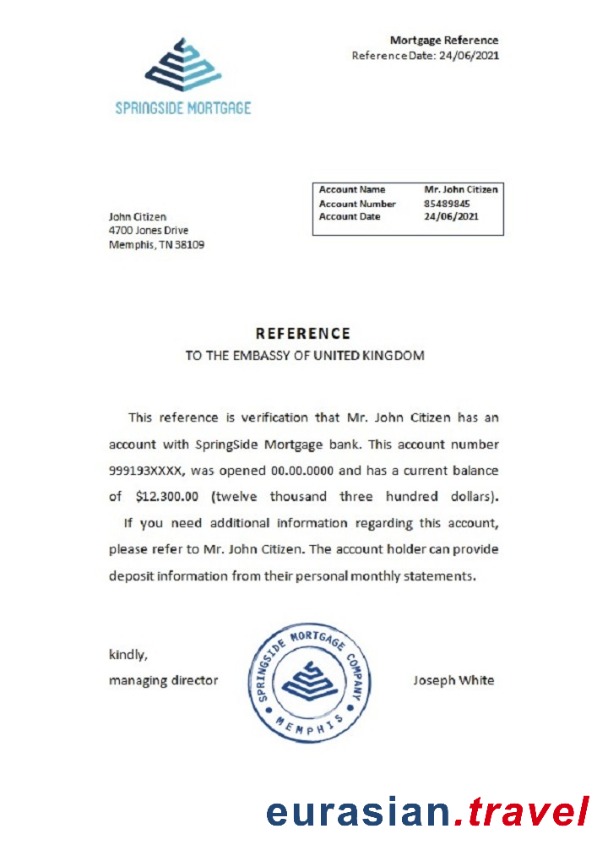 Mortgage Reference
Reference Date: 24/06/2021
SPRINGSIDE MORTGAGE
Account Name Mr. John Citizen
Account Number 85489845
Account Date 24/06/2021
John Citizen
4700 Jones Drive
Memphis, TN 38109
REFERENCE
TO THE EMBASSY OF UNITED KINGDOM
This reference is verification that Mr. John Citizen has an
account with SpringSide Mortgage bank. This account number
999193XXXX, was opened 00.00.0000 and has a current balance
of $12.300.00 (twelve thousand three hundred dollars).
If you need additional information regarding this account,
please refer to Mr. John Citizen. The account holder can provide
deposit information from their personal monthly statements.
kindly,
managing director
SPRINGSIDE MORTGAGE COMPANY
MEMPHIS
Joseph White
eurasian.travel